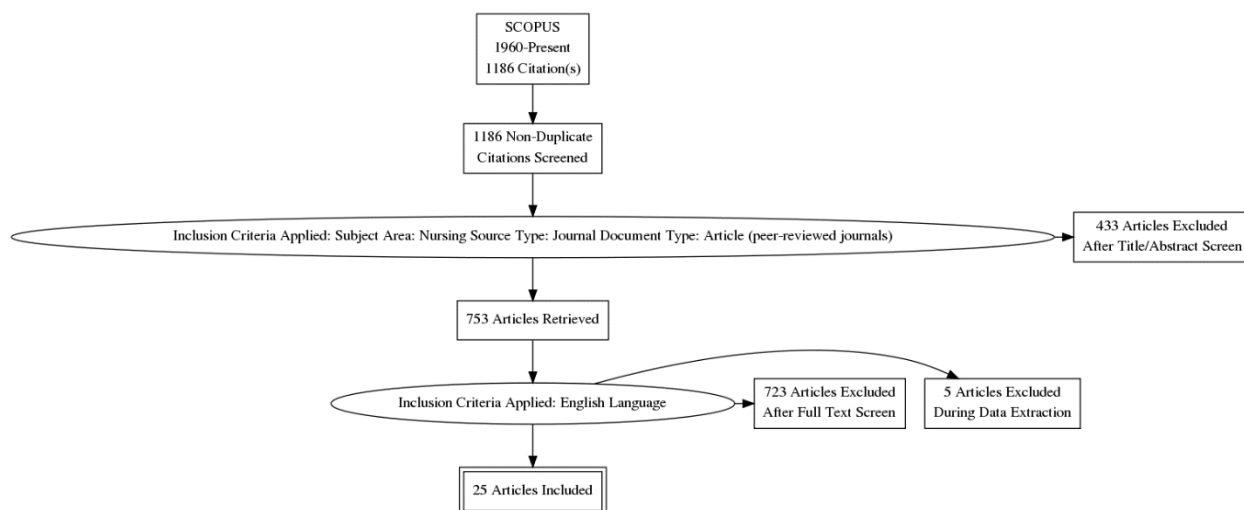 SCOPUS
1960-Present
1186 Citation(s)
1186 Non-Duplicate
Citations Screened
Inclusion Criteria Applied: Subject Area: Nursing Source Type: Journal Document Type: Article (peer-reviewed journals)
433 Articles Excluded
After Title/Abstract Screen
753 Articles Retrieved
Inclusion Criteria Applied: English Language
723 Articles Excluded
After Full Text Screen
5 Articles Excluded
During Data Extraction
25 Articles Included